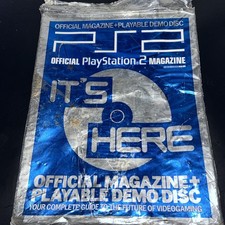 OFFICIAL MAGAZINE + PLAYABLE DEMO DISC
PS2
OFFICIAL PlayStation 2 MAGAZINE
IT'S
HERE
OFFICIAL MAGAZINE +
PLAYABLE DEMO DISC
YOUR COMPLETE GUIDE TO THE FUTURE OF VIDEOGAMING